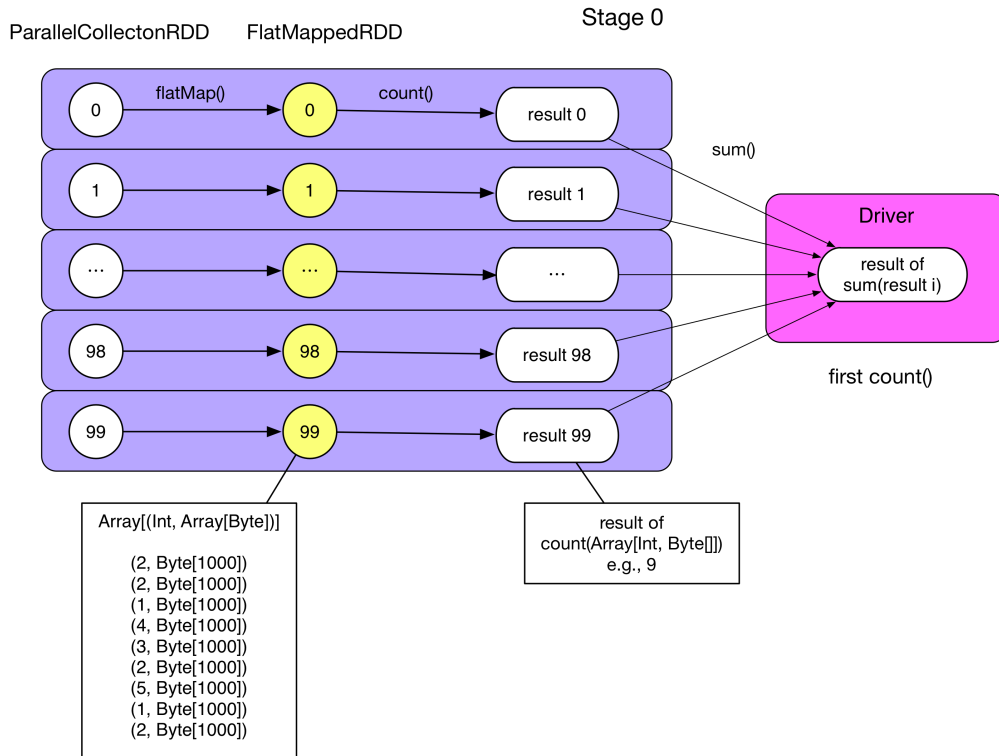 Stage 0
ParallelCollectonRDD
FlatMappedRDD
0
flatMap()
0
count()
result 0
sum()
1
1
result 1
Driver
...
...
...
result of
sum(result i)
98
98
result 98
first count()
99
99
result 99
Array[(Int, Array[Byte])]
(2, Byte[1000])
(2, Byte[1000])
(1, Byte[1000])
(4, Byte[1000])
(3, Byte[1000])
(2, Byte[1000])
(5, Byte[1000])
(1, Byte[1000])
(2, Byte[1000])
result of
count(Array[Int, Byte[]])
e.g., 9